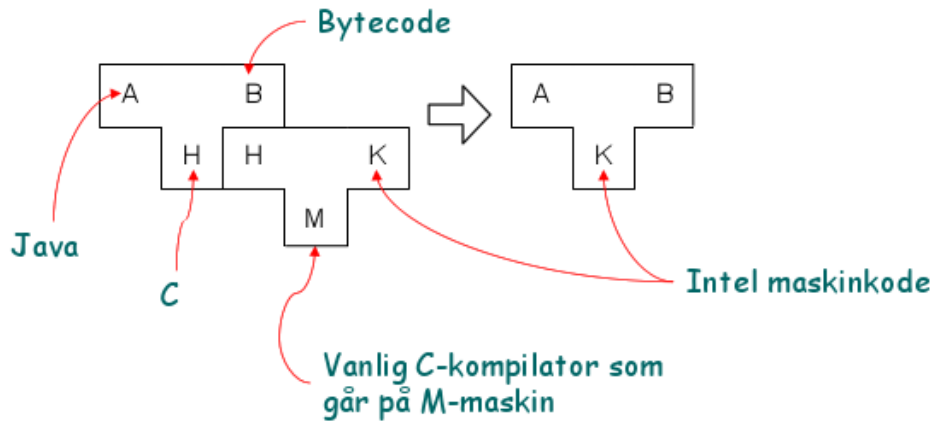 Bytecode
A B A B
H H K K
M
Java
C
Intel maskinkode
Vanlig C-kompilator som
går på M-maskin